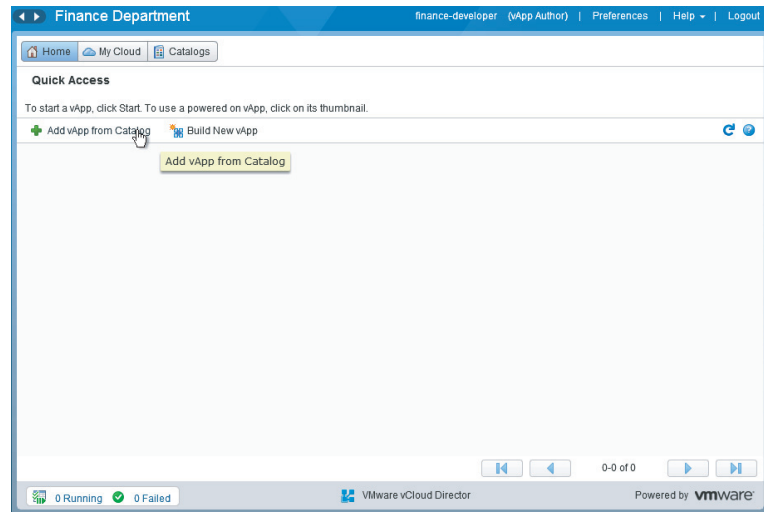 Finance Department
finance-developer (vApp Author) | Preferences | Help | Logout
Home My Cloud Catalogs
Quick Access
To start a vApp, click Start. To use a powered on vApp, click on its thumbnail.
Add vApp from Catalog Build New vApp
Add vApp from Catalog
0-0 of 0
0 Running 0 Failed VMware vCloud Director Powered by vmware